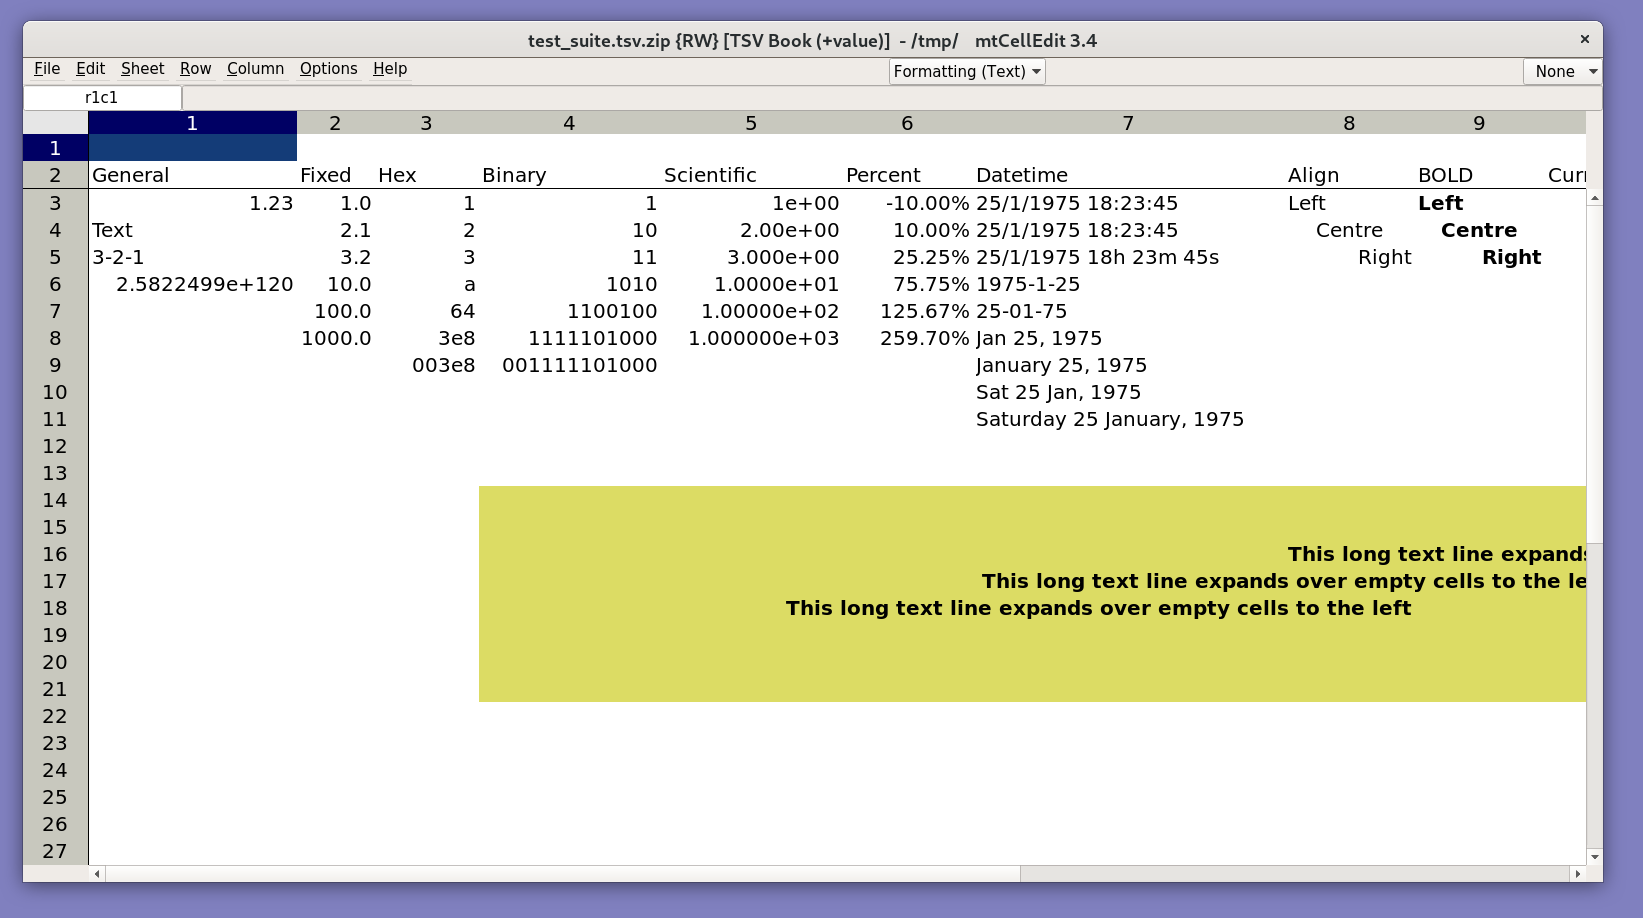 test_suite.tsv.zip {RW} [TSV Book (+value)] - /tmp/ mtCellEdit 3.4 ×
File Edit Sheet Row Column Options Help Formatting (Text) None
r1c1
1 2 3 4 5 6 7 8 9
1
2 General Fixed Hex Binary Scientific Percent Datetime Align BOLD
3 1.23 1.0 1 1 1e+00 -10.00% 25/1/1975 18:23:45 Left Left
4 Text 2.1 2 10 2.00e+00 10.00% 25/1/1975 18:23:45 Centre Centre
5 3-2-1 3.2 3 11 3.000e+00 25.25% 25/1/1975 18h 23m 45s Right Right
6 2.5822499e+120 10.0 a 1010 1.0000e+01 75.75% 1975-1-25
7 100.0 64 1100100 1.00000e+02 125.67% 25-01-75
8 1000.0 3e8 1111101000 1.000000e+03 259.70% Jan 25, 1975
9 003e8 001111101000 January 25, 1975
10 Sat 25 Jan, 1975
11 Saturday 25 January, 1975
12
13
14
15
16 This long text line expands
17 This long text line expands over empty cells to the le
18 This long text line expands over empty cells to the left
19
20
21
22
23
24
25
26
27